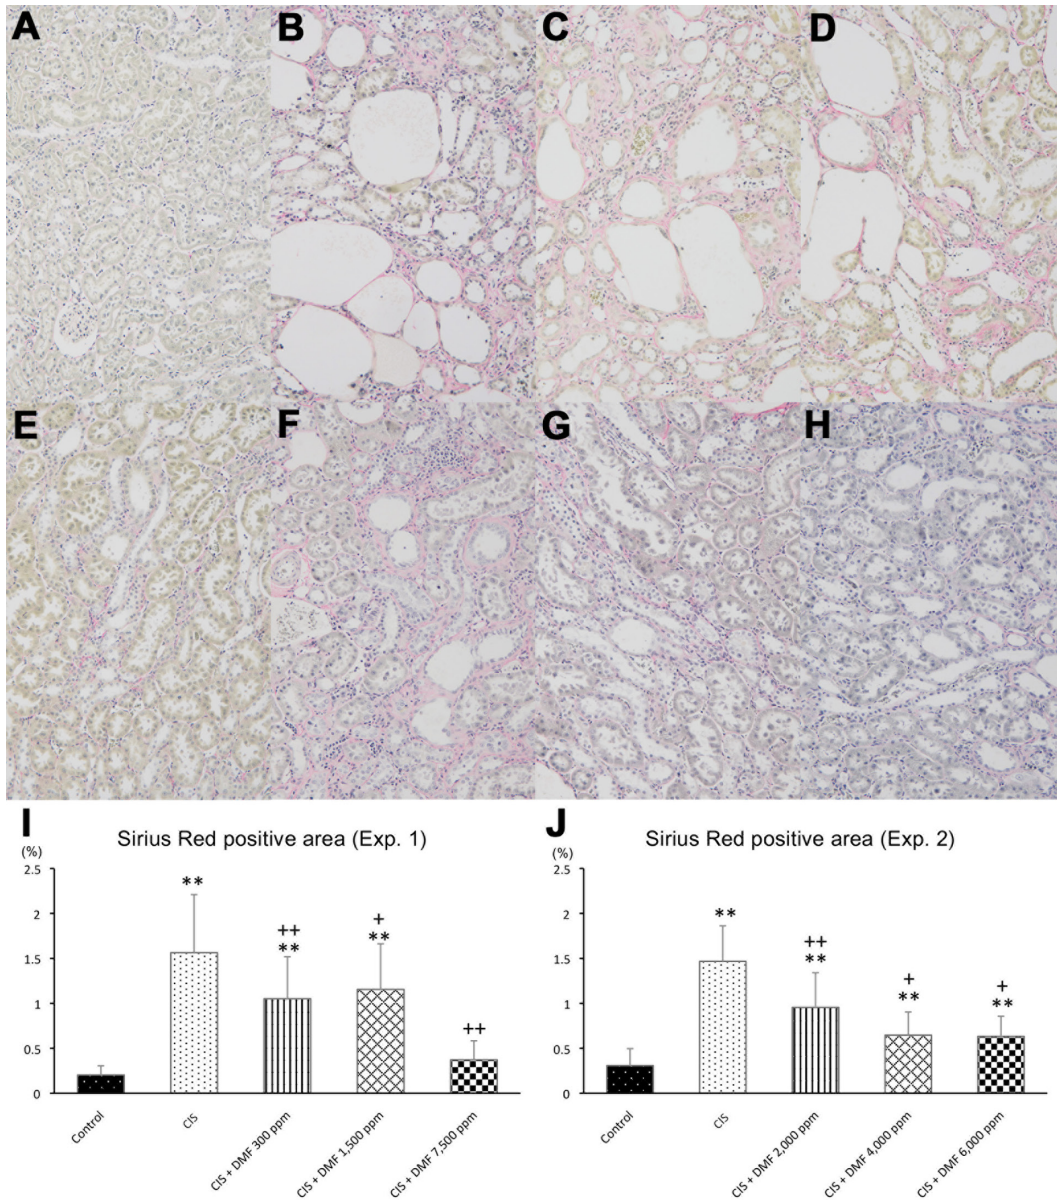 A B C D
E F G H
I
Sirius Red positive area (Exp. 1)
(%)
2.5
2
1.5
1
0.5
0
**
++
**
+
**
++
Control
CIS
CIS + DMF 300 ppm
CIS + DMF 1,500 ppm
CIS + DMF 7,500 ppm
J
Sirius Red positive area (Exp. 2)
(%)
2.5
2
1.5
1
0.5
0
**
++
**
+
**
+
**
Control
CIS
CIS + DMF 2,000 ppm
CIS + DMF 4,000 ppm
CIS + DMF 6,000 ppm